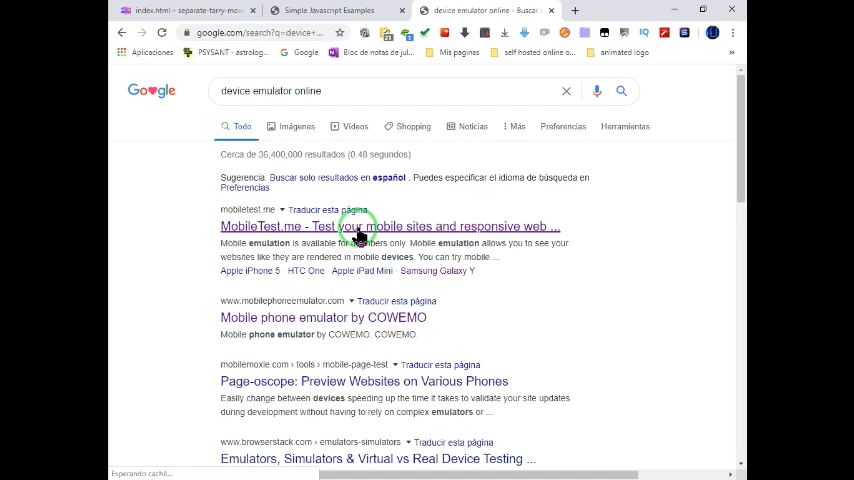 index.html – separate-tarry-mov
Simple Javascript Examples
device emulator online - Buscar
google.com/search?q=device+...
Aplicaciones
PSYANT - astrolog...
Google
Bloc de notas de jul...
Mis paginas
self hosted online o...
animated logo
Google
device emulator online
Todo
Imágenes
Vídeos
Shopping
Noticias
Más
Preferencias
Herramientas
Cerca de 36,400,000 resultados (0.48 segundos)
Sugerencia: Buscar solo resultados en español . Puedes especificar el idioma de búsqueda en
Preferencias
mobiletest.me Traducir esta página
MobileTest.me - Test your mobile sites and responsive web ...
Mobile emulation is available for members only. Mobile emulation allows you to see your
websites like they are rendered in mobile devices. You can try mobile ...
Apple iPhone 5 · HTC One · Apple iPad Mini · Samsung Galaxy Y
www.mobilephoneemulator.com Traducir esta página
Mobile phone emulator by COWEMO
Mobile phone emulator by COWEMO. COWEMO.
mobilemoxie.com › tools › mobile-page-test Traducir esta página
Page-oscope: Preview Websites on Various Phones
Easily change between devices speeding up the time it takes to validate your site updates
during development without having to rely on complex emulators or ...
www.browserstack.com › emulators-simulators Traducir esta página
Emulators, Simulators & Virtual vs Real Device Testing ...
Esperando caché...